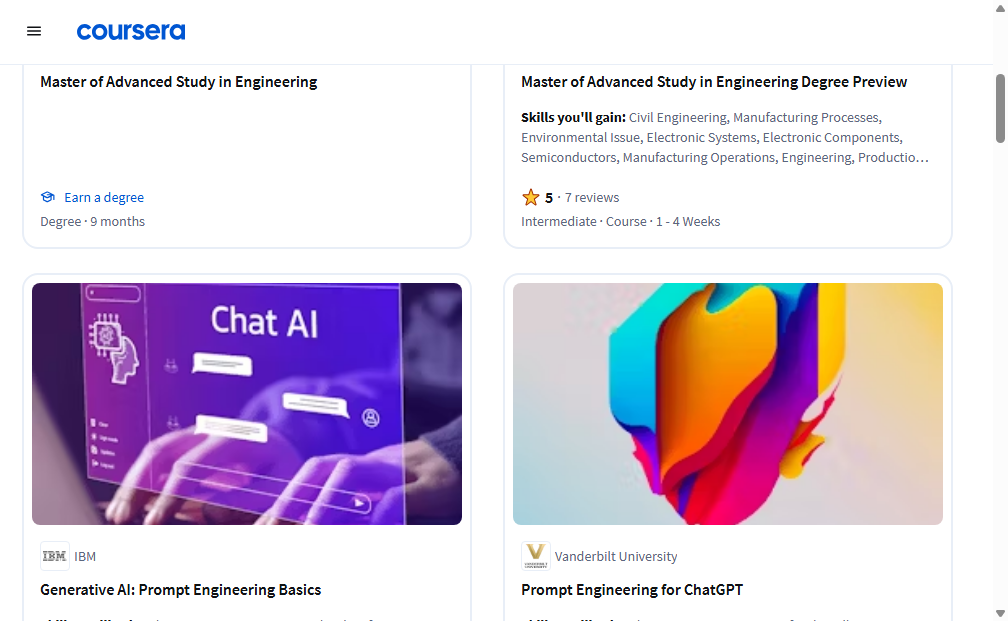 coursera
Master of Advanced Study in Engineering
Earn a degree
Degree · 9 months
Master of Advanced Study in Engineering Degree Preview
Skills you'll gain: Civil Engineering, Manufacturing Processes,
Environmental Issue, Electronic Systems, Electronic Components,
Semiconductors, Manufacturing Operations, Engineering, Productio…
5 · 7 reviews
Intermediate · Course · 1 - 4 Weeks
Chat AI
IBM IBM
Generative AI: Prompt Engineering Basics
V Vanderbilt University
Prompt Engineering for ChatGPT